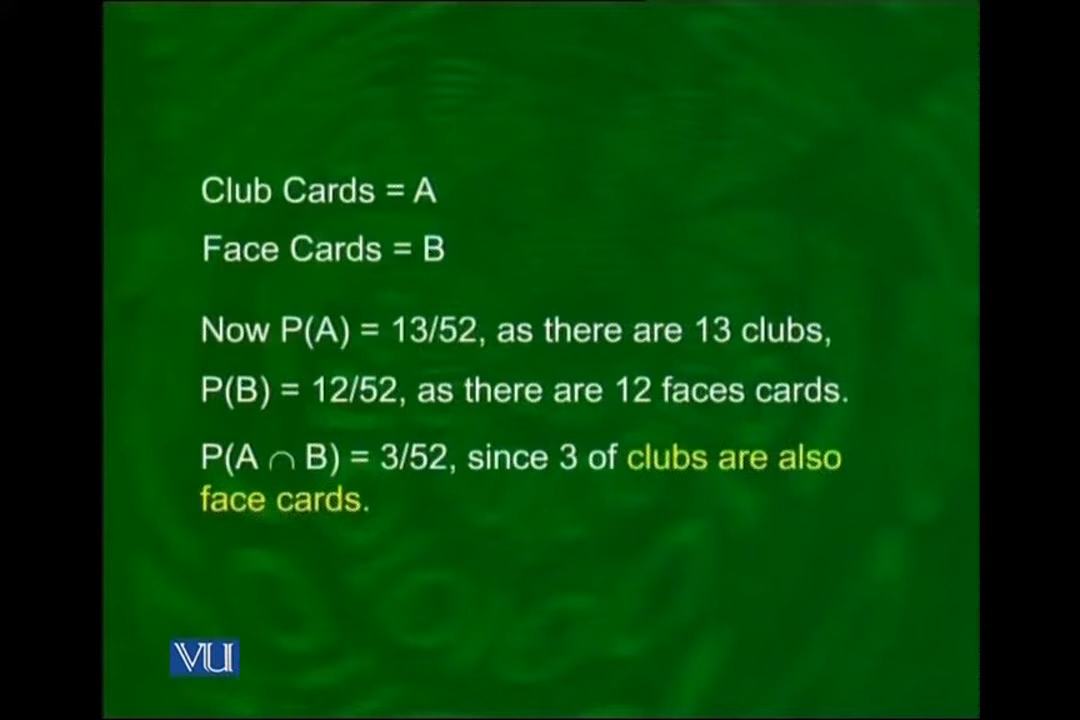 Club Cards = A
Face Cards = B
Now P(A) = 13/52, as there are 13 clubs,
P(B) = 12/52, as there are 12 faces cards.
P(A ∩ B) = 3/52, since 3 of clubs are also
face cards.
VU